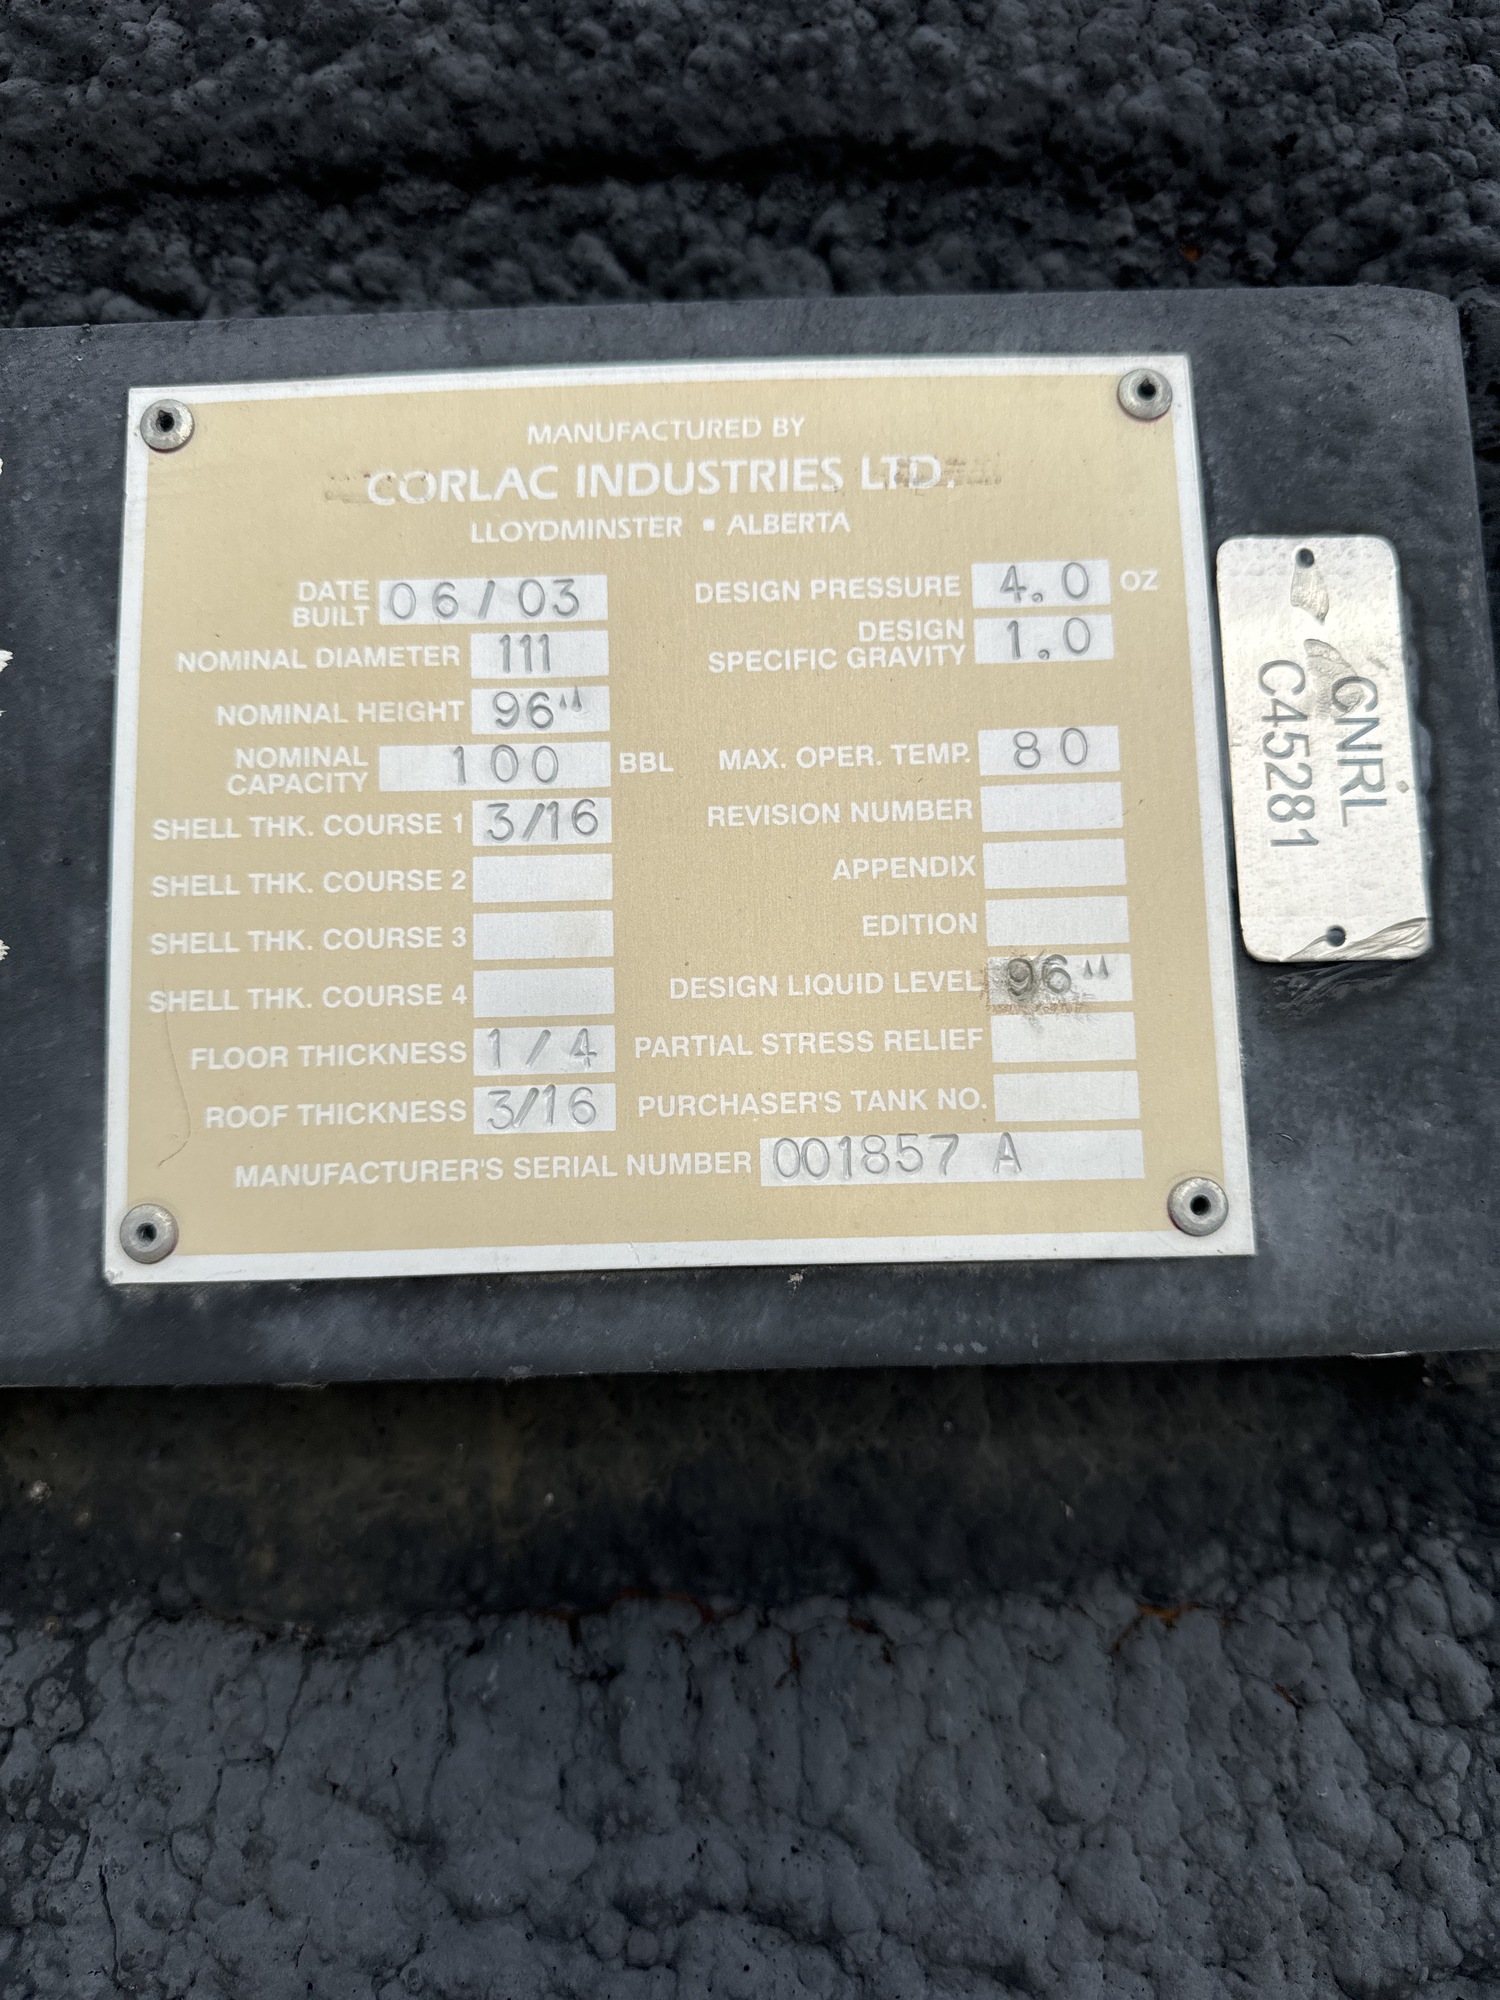 MANUFACTURED BY
CORLAC INDUSTRIES LTD.
LLOYDMINSTER ▪ ALBERTA
DATE BUILT 06/03
NOMINAL DIAMETER 111
NOMINAL HEIGHT 96"
NOMINAL CAPACITY 100 BBL
SHELL THK. COURSE 1 3/16
SHELL THK. COURSE 2
SHELL THK. COURSE 3
SHELL THK. COURSE 4
FLOOR THICKNESS 1/4
ROOF THICKNESS 3/16
DESIGN PRESSURE 4.0 OZ
DESIGN SPECIFIC GRAVITY 1.0
MAX. OPER. TEMP. 80
REVISION NUMBER
APPENDIX
EDITION
DESIGN LIQUID LEVEL 96"
PARTIAL STRESS RELIEF
PURCHASER'S TANK NO.
MANUFACTURER'S SERIAL NUMBER 001857 A
CNRL
C45281